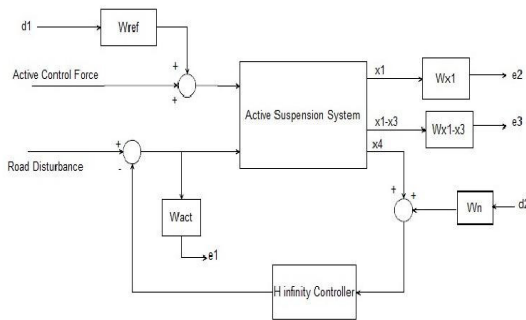 d1
Wref
Active Control Force
+
+
Active Suspension System
x1
Wx1
e2
x1-x3
Wx1-x3
e3
x4
Road Disturbance
+
-
Wact
e1
+
+
Wn
d2
H infinity Controller